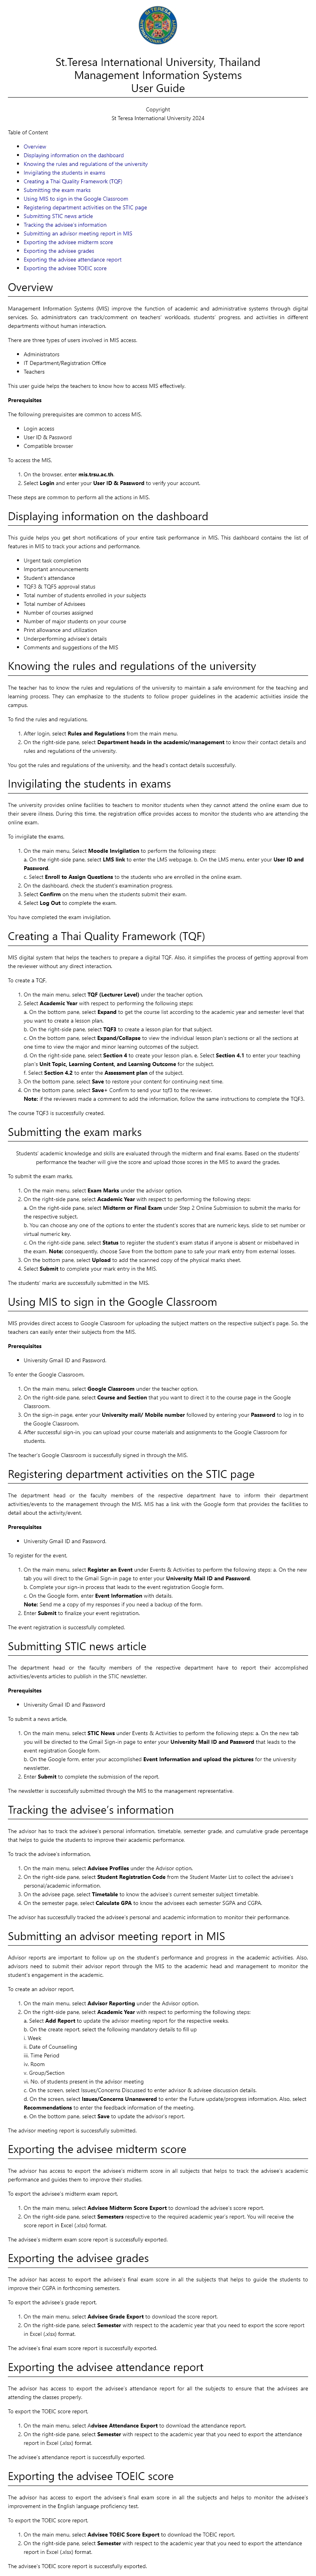 St.Teresa International University, Thailand
Management Information Systems
User Guide
Copyright
St Teresa International University 2024
Table of Content
Overview
Displaying information on the dashboard
Knowing the rules and regulations of the university
Invigilating the students in exams
Creating a Thai Quality Framework (TQF)
Submitting the exam marks
Using MIS to sign in the Google Classroom
Registering department activities on the STIC page
Submitting STIC news article
Tracking the advisee's information
Submitting an advisor meeting report in MIS
Exporting the advisee midterm score
Exporting the advisee grades
Exporting the advisee attendance report
Exporting the advisee TOEIC score
Overview
Management Information Systems (MIS) improve the function of academic and administrative systems through digital
services. So, administrators can track/comment on teachers' workloads, students' progress, and activities in different
departments without human interaction.
There are three types of users involved in MIS access.
Administrators
IT Department/Registration Office
Teachers
This user guide helps the teachers to know how to access MIS effectively.
Prerequisites
The following prerequisites are common to access MIS.
Login access
User ID & Password
Compatible browser
To access the MIS,
1. On the browser, enter mis.trsu.ac.th.
2. Select Login and enter your User ID & Password to verify your account.
These steps are common to perform all the actions in MIS.
Displaying information on the dashboard
This guide helps you get short notifications of your entire task performance in MIS. This dashboard contains the list of
features in MIS to track your actions and performance.
Urgent task completion
Important announcements
Student's attendance
TQF3 & TQF5 approval status
Total number of students enrolled in your subjects
Total number of Advisees
Number of courses assigned
Number of major students on your course
Print allowance and utilization
Underperforming advisee's details
Comments and suggestions of the MIS
Knowing the rules and regulations of the university
The teacher has to know the rules and regulations of the university to maintain a safe environment for the teaching and
learning process. They can emphasize to the students to follow proper guidelines in the academic activities inside the
campus.
To find the rules and regulations,
1. After login, select Rules and Regulations from the main menu.
2. On the right-side pane, select Department heads in the academic/management to know their contact details and
rules and regulations of the university.
You got the rules and regulations of the university, and the head's contact details successfully.
Invigilating the students in exams
The university provides online facilities to teachers to monitor students when they cannot attend the online exam due to
their severe illness. During this time, the registration office provides access to monitor the students who are attending the
online exam.
To invigilate the exams,
1. On the main menu, Select Moodle Invigilation to perform the following steps:
a. On the right-side pane, select LMS link to enter the LMS webpage. b. On the LMS menu, enter your User ID and
Password.
c. Select Enroll to Assign Questions to the students who are enrolled in the online exam.
2. On the dashboard, check the student's examination progress.
3. Select Confirm on the menu when the students submit their exam.
4. Select Log Out to complete the exam.
You have completed the exam invigilation.
Creating a Thai Quality Framework (TQF)
MIS digital system that helps the teachers to prepare a digital TQF. Also, it simplifies the process of getting approval from
the reviewer without any direct interaction.
To create a TQF,
1. On the main menu, select TQF (Lecturer Level) under the teacher option.
2. Select Academic Year with respect to performing the following steps:
a. On the bottom pane, select Expand to get the course list according to the academic year and semester level that
you want to create a lesson plan.
b. On the right-side pane, select TQF3 to create a lesson plan for that subject.
c. On the bottom pane, select Expand/Collapse to view the individual lesson plan's sections or all the sections at
one time to view the major and minor learning outcomes of the subject.
d. On the right-side pane, select Section 4 to create your lesson plan. e. Select Section 4.1 to enter your teaching
plan's Unit Topic, Learning Content, and Learning Outcome for the subject.
f. Select Section 4.2 to enter the Assessment plan of the subject.
3. On the bottom pane, select Save to restore your content for continuing next time.
4. On the bottom pane, select Save+ Confirm to send your tqf3 to the reviewer.
Note: if the reviewers made a comment to add the information, follow the same instructions to complete the TQF3.
The course TQF3 is successfully created.
Submitting the exam marks
Students' academic knowledge and skills are evaluated through the midterm and final exams. Based on the students'
performance the teacher will give the score and upload those scores in the MIS to award the grades.
To submit the exam marks,
1. On the main menu, select Exam Marks under the advisor option.
2. On the right-side pane, select Academic Year with respect to performing the following steps:
a. On the right-side pane, select Midterm or Final Exam under Step 2 Online Submission to submit the marks for
the respective subject.
b. You can choose any one of the options to enter the student's scores that are numeric keys, slide to set number or
virtual numeric key.
c. On the right-side pane, select Status to register the student's exam status if anyone is absent or misbehaved in
the exam. Note: consequently, choose Save from the bottom pane to safe your mark entry from external losses.
3. On the bottom pane, select Upload to add the scanned copy of the physical marks sheet.
4. Select Submit to complete your mark entry in the MIS.
The students' marks are successfully submitted in the MIS.
Using MIS to sign in the Google Classroom
MIS provides direct access to Google Classroom for uploading the subject matters on the respective subject's page. So, the
teachers can easily enter their subjects from the MIS.
Prerequisites
University Gmail ID and Password.
To enter the Google Classroom,
1. On the main menu, select Google Classroom under the teacher option.
2. On the right-side pane, select Course and Section that you want to direct it to the course page in the Google
Classroom.
3. On the sign-in page, enter your University mail/ Mobile number followed by entering your Password to log in to
the Google Classroom.
4. After successful sign-in, you can upload your course materials and assignments to the Google Classroom for
students.
The teacher's Google Classroom is successfully signed in through the MIS.
Registering department activities on the STIC page
The department head or the faculty members of the respective department have to inform their department
activities/events to the management through the MIS. MIS has a link with the Google form that provides the facilities to
detail about the activity/event.
Prerequisites
University Gmail ID and Password.
To register for the event,
1. On the main menu, select Register an Event under Events & Activities to perform the following steps: a. On the new
tab you will direct to the Gmail Sign-in page to enter your University Mail ID and Password.
b. Complete your sign-in process that leads to the event registration Google form.
c. On the Google form, enter Event Information with details.
Note: Send me a copy of my responses if you need a backup of the form.
2. Enter Submit to finalize your event registration.
The event registration is successfully completed.
Submitting STIC news article
The department head or the faculty members of the respective department have to report their accomplished
activities/events articles to publish in the STIC newsletter.
Prerequisites
University Gmail ID and Password
To submit a news article,
1. On the main menu, select STIC News under Events & Activities to perform the following steps: a. On the new tab
you will be directed to the Gmail Sign-in page to enter your University Mail ID and Password that leads to the
event registration Google form.
b. On the Google form, enter your accomplished Event Information and upload the pictures for the university
newsletter.
2. Enter Submit to complete the submission of the report.
The newsletter is successfully submitted through the MIS to the management representative.
Tracking the advisee's information
The advisor has to track the advisee's personal information, timetable, semester grade, and cumulative grade percentage
that helps to guide the students to improve their academic performance.
To track the advisee's information,
1. On the main menu, select Advisee Profiles under the Advisor option.
2. On the right-side pane, select Student Registration Code from the Student Master List to collect the advisee's
personal/academic information.
3. On the advisee page, select Timetable to know the advisee's current semester subject timetable.
4. On the semester page, select Calculate GPA to know the advisees each semester SGPA and CGPA.
The advisor has successfully tracked the advisee's personal and academic information to monitor their performance.
Submitting an advisor meeting report in MIS
Advisor reports are important to follow up on the student's performance and progress in the academic activities. Also,
advisors need to submit their advisor report through the MIS to the academic head and management to monitor the
student's engagement in the academic.
To create an advisor report,
1. On the main menu, select Advisor Reporting under the Advisor option.
2. On the right-side pane, select Academic Year with respect to performing the following steps:
a. Select Add Report to update the advisor meeting report for the respective weeks.
b. On the create report, select the following mandatory details to fill up
i. Week
ii. Date of Counselling
iii. Time Period
iv. Room
v. Group/Section
vi. No. of students present in the advisor meeting
c. On the screen, select Issues/Concerns Discussed to enter advisor & advisee discussion details.
d. On the screen, select Issues/Concerns Unanswered to enter the Future update/progress information. Also, select
Recommendations to enter the feedback information of the meeting.
e. On the bottom pane, select Save to update the advisor's report.
The advisor meeting report is successfully submitted.
Exporting the advisee midterm score
The advisor has access to export the advisee's midterm score in all subjects that helps to track the advisee's academic
performance and guides them to improve their studies.
To export the advisee's midterm exam report,
1. On the main menu, select Advisee Midterm Score Export to download the advisee's score report.
2. On the right-side pane, select Semesters respective to the required academic year's report. You will receive the
score report in Excel (.xlsx) format.
The advisee's midterm exam score report is successfully exported.
Exporting the advisee grades
The advisor has access to export the advisee's final exam score in all the subjects that helps to guide the students to
improve their CGPA in forthcoming semesters.
To export the advisee's grade report,
1. On the main menu, select Advisee Grade Export to download the score report.
2. On the right-side pane, select Semester with respect to the academic year that you need to export the score report
in Excel (.xlsx) format.
The advisee's final exam score report is successfully exported.
Exporting the advisee attendance report
The advisor has access to export the advisee's attendance report for all the subjects to ensure that the advisees are
attending the classes properly.
To export the TOEIC score report,
1. On the main menu, select Advisee Attendance Export to download the attendance report.
2. On the right-side pane, select Semester with respect to the academic year that you need to export the attendance
report in Excel (.xlsx) format.
The advisee's attendance report is successfully exported.
Exporting the advisee TOEIC score
The advisor has access to export the advisee's final exam score in all the subjects and helps to monitor the advisee's
improvement in the English language proficiency test.
To export the TOEIC score report,
1. On the main menu, select Advisee TOEIC Score Export to download the TOEIC report.
2. On the right-side pane, select Semester with respect to the academic year that you need to export the attendance
report in Excel (.xlsx) format.
The advisee's TOEIC score report is successfully exported.